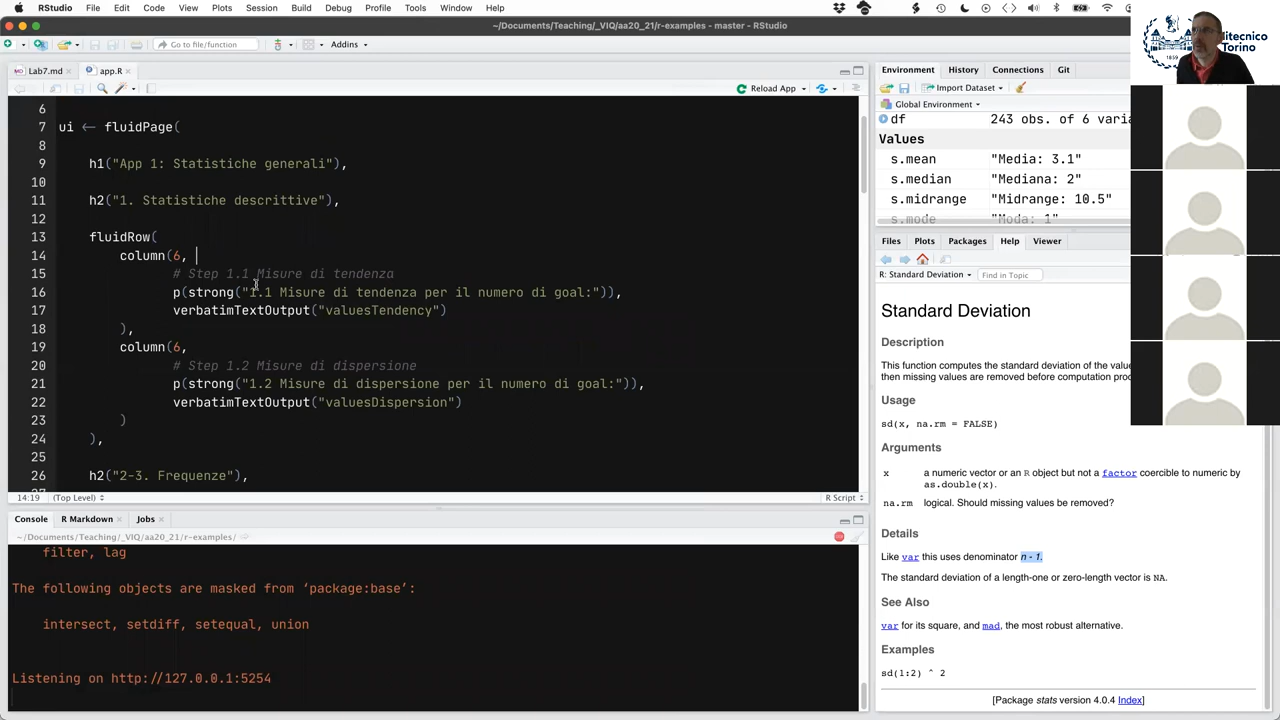 RStudio File Edit Code View Plots Session Build Debug Profile Tools Window Help
~/Documents/Teaching/_VIQ/aa20_21/r-examples - master - RStudio
Go to file/function Addins
Lab7.md app.R
Reload App
6
7 ui ← fluidPage(
8
9 h1("App 1: Statistiche generali"),
10
11 h2("1. Statistiche descrittive"),
12
13 fluidRow(
14 column(6,
15 # Step 1.1 Misure di tendenza
16 p(strong("1.1 Misure di tendenza per il numero di goal:")),
17 verbatimTextOutput("valuesTendency")
18 ),
19 column(6,
20 # Step 1.2 Misure di dispersione
21 p(strong("1.2 Misure di dispersione per il numero di goal:")),
22 verbatimTextOutput("valuesDispersion")
23 )
24 ),
25
26 h2("2-3. Frequenze"),
14:19 (Top Level) R Script
Console R Markdown Jobs
~/Documents/Teaching/_VIQ/aa20_21/r-examples/
filter, lag
The following objects are masked from ‘package:base’:
intersect, setdiff, setequal, union
Listening on http://127.0.0.1:5254
Environment History Connections Git
Import Dataset
Global Environment
df 243 obs. of 6 varia
Values
s.mean "Media: 3.1"
s.median "Mediana: 2"
s.midrange "Midrange: 10.5"
s.mode "Moda: 1"
Files Plots Packages Help Viewer
R: Standard Deviation Find in Topic
Standard Deviation
Description
This function computes the standard deviation of the value
then missing values are removed before computation proc
Usage
sd(x, na.rm = FALSE)
Arguments
x a numeric vector or an R object but not a factor coercible to numeric by
as.double(x).
na.rm logical. Should missing values be removed?
Details
Like var this uses denominator n - 1.
The standard deviation of a length-one or zero-length vector is NA.
See Also
var for its square, and mad, the most robust alternative.
Examples
sd(1:2) ^ 2
[Package stats version 4.0.4 Index]
litecnico
Torino
1859